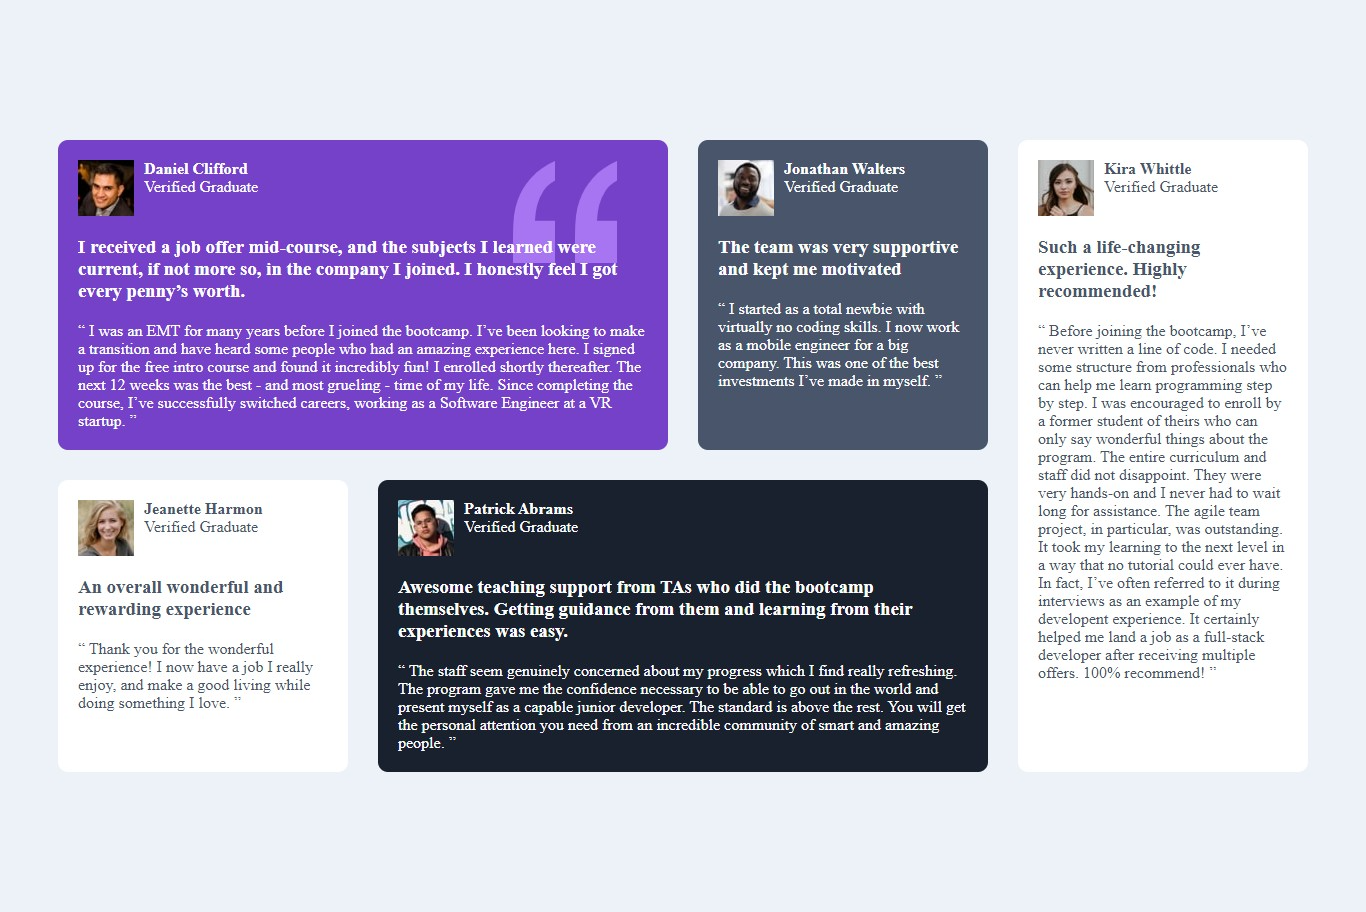 Daniel Clifford
Verified Graduate
I received a job offer mid-course, and the subjects I learned were
current, if not more so, in the company I joined. I honestly feel I got
every penny’s worth.
“ I was an EMT for many years before I joined the bootcamp. I’ve been looking to make
a transition and have heard some people who had an amazing experience here. I signed
up for the free intro course and found it incredibly fun! I enrolled shortly thereafter. The
next 12 weeks was the best - and most grueling - time of my life. Since completing the
course, I’ve successfully switched careers, working as a Software Engineer at a VR
startup. ”
Jonathan Walters
Verified Graduate
The team was very supportive
and kept me motivated
“ I started as a total newbie with
virtually no coding skills. I now work
as a mobile engineer for a big
company. This was one of the best
investments I’ve made in myself. ”
Kira Whittle
Verified Graduate
Such a life-changing
experience. Highly
recommended!
“ Before joining the bootcamp, I’ve
never written a line of code. I needed
some structure from professionals who
can help me learn programming step
by step. I was encouraged to enroll by
a former student of theirs who can
only say wonderful things about the
program. The entire curriculum and
staff did not disappoint. They were
very hands-on and I never had to wait
long for assistance. The agile team
project, in particular, was outstanding.
It took my learning to the next level in
a way that no tutorial could ever have.
In fact, I’ve often referred to it during
interviews as an example of my
developent experience. It certainly
helped me land a job as a full-stack
developer after receiving multiple
offers. 100% recommend! ”
Jeanette Harmon
Verified Graduate
An overall wonderful and
rewarding experience
“ Thank you for the wonderful
experience! I now have a job I really
enjoy, and make a good living while
doing something I love. ”
Patrick Abrams
Verified Graduate
Awesome teaching support from TAs who did the bootcamp
themselves. Getting guidance from them and learning from their
experiences was easy.
“ The staff seem genuinely concerned about my progress which I find really refreshing.
The program gave me the confidence necessary to be able to go out in the world and
present myself as a capable junior developer. The standard is above the rest. You will get
the personal attention you need from an incredible community of smart and amazing
people. ”